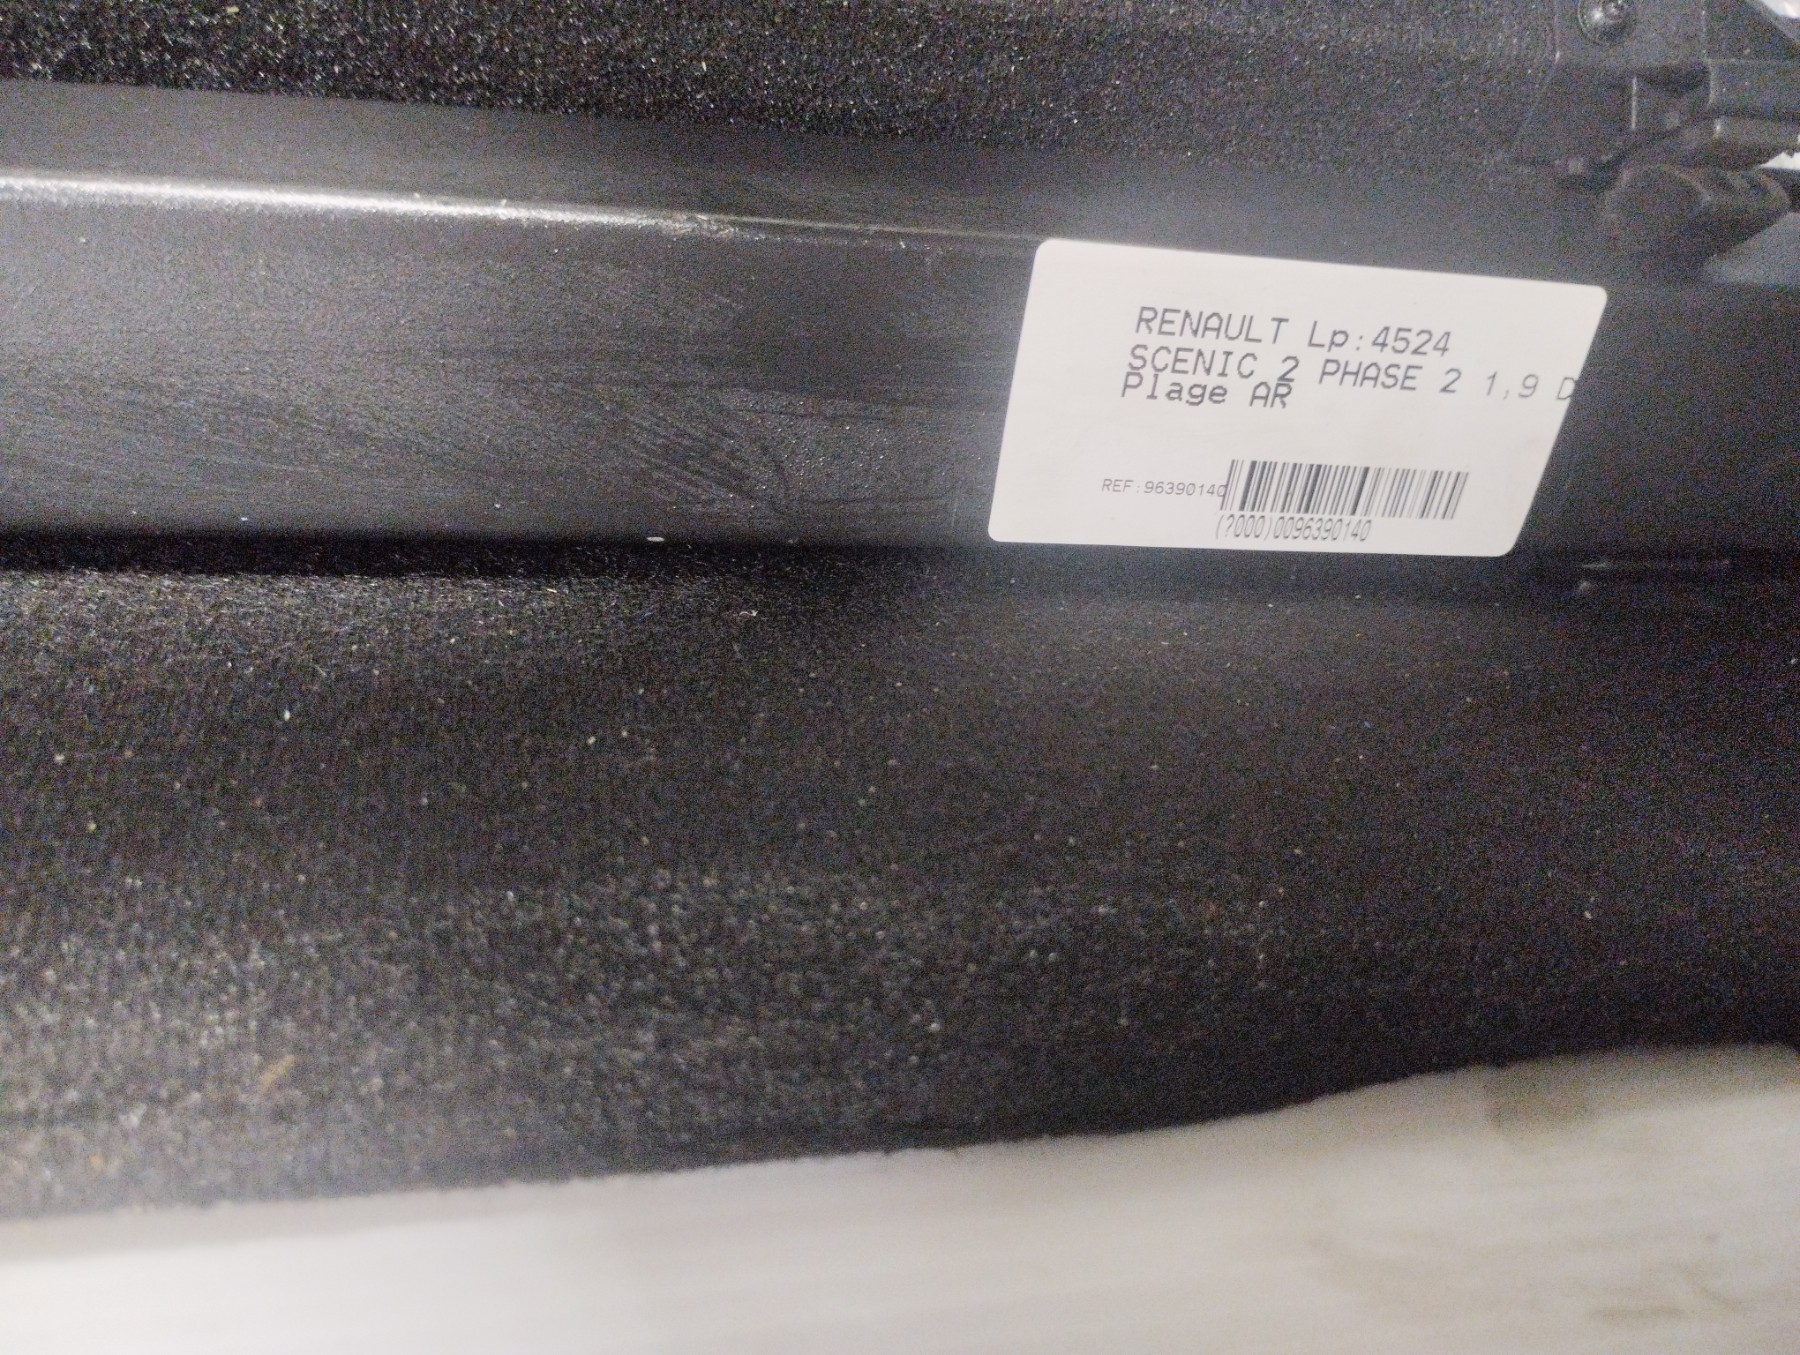 RENAULT Lp:4524
SCENIC 2 PHASE 2 1,9 D
Plage AR
REF:96390140
(?000)0096390140